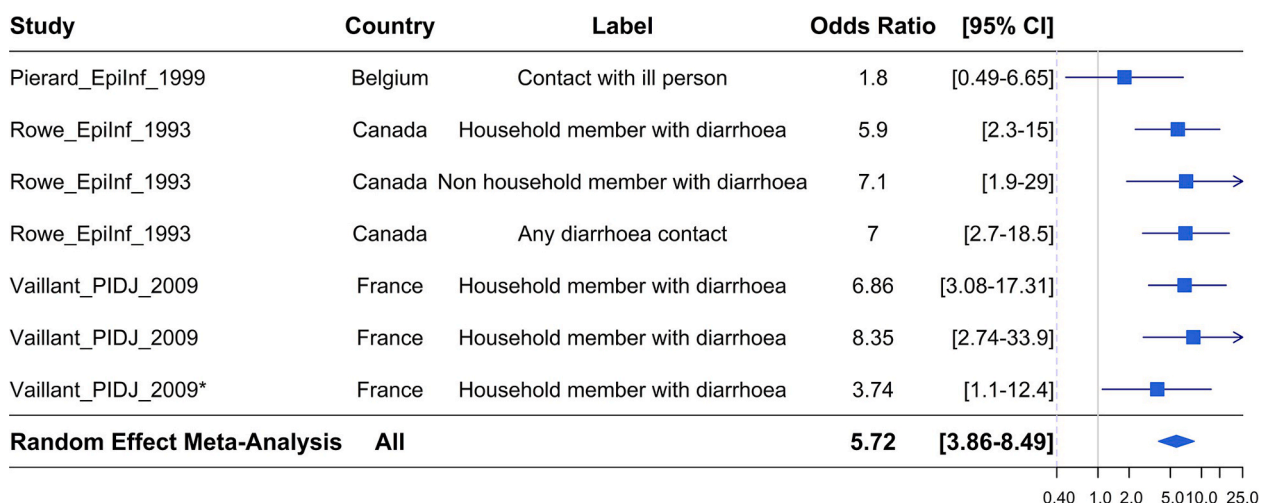 Study Country Label Odds Ratio [95% CI]
Pierard_EpiInf_1999 Belgium Contact with ill person 1.8 [0.49-6.65]
Rowe_EpiInf_1993 Canada Household member with diarrhoea 5.9 [2.3-15]
Rowe_EpiInf_1993 Canada Non household member with diarrhoea 7.1 [1.9-29]
Rowe_EpiInf_1993 Canada Any diarrhoea contact 7 [2.7-18.5]
Vaillant_PIDJ_2009 France Household member with diarrhoea 6.86 [3.08-17.31]
Vaillant_PIDJ_2009 France Household member with diarrhoea 8.35 [2.74-33.9]
Vaillant_PIDJ_2009* France Household member with diarrhoea 3.74 [1.1-12.4]
Random Effect Meta-Analysis All 5.72 [3.86-8.49]
0.40 1.0 2.0 5.0 10.0 25.0